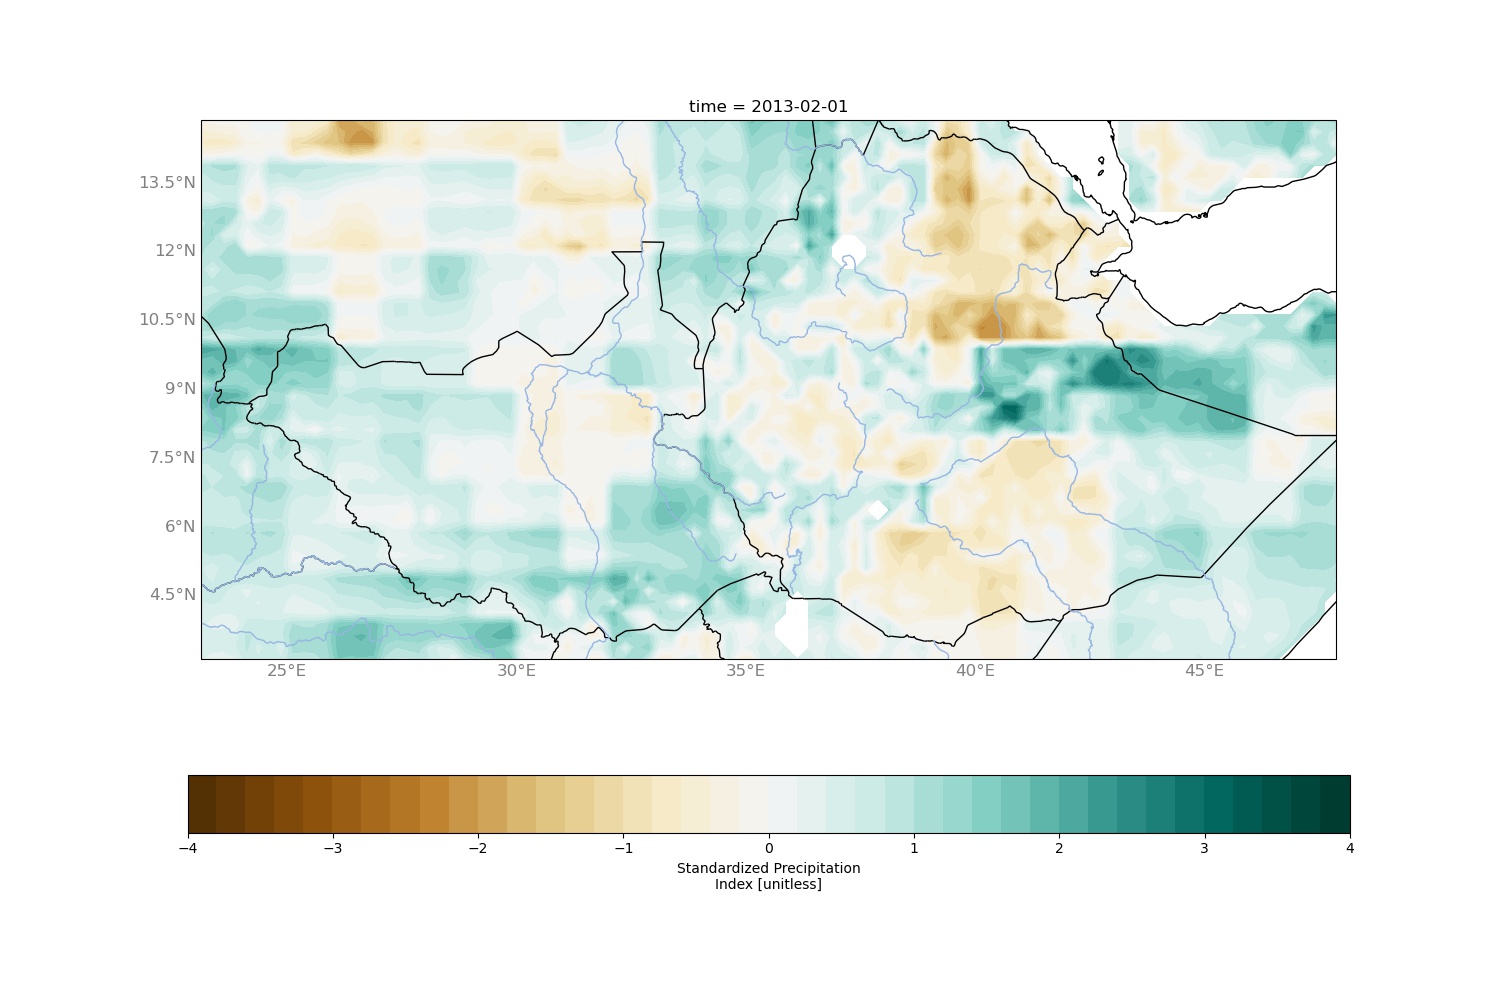 time = 2013-02-01
13.5°N
12°N
10.5°N
9°N
7.5°N
6°N
4.5°N
25°E 30°E 35°E 40°E 45°E
−4 −3 −2 −1 0 1 2 3 4
Standardized Precipitation
Index [unitless]